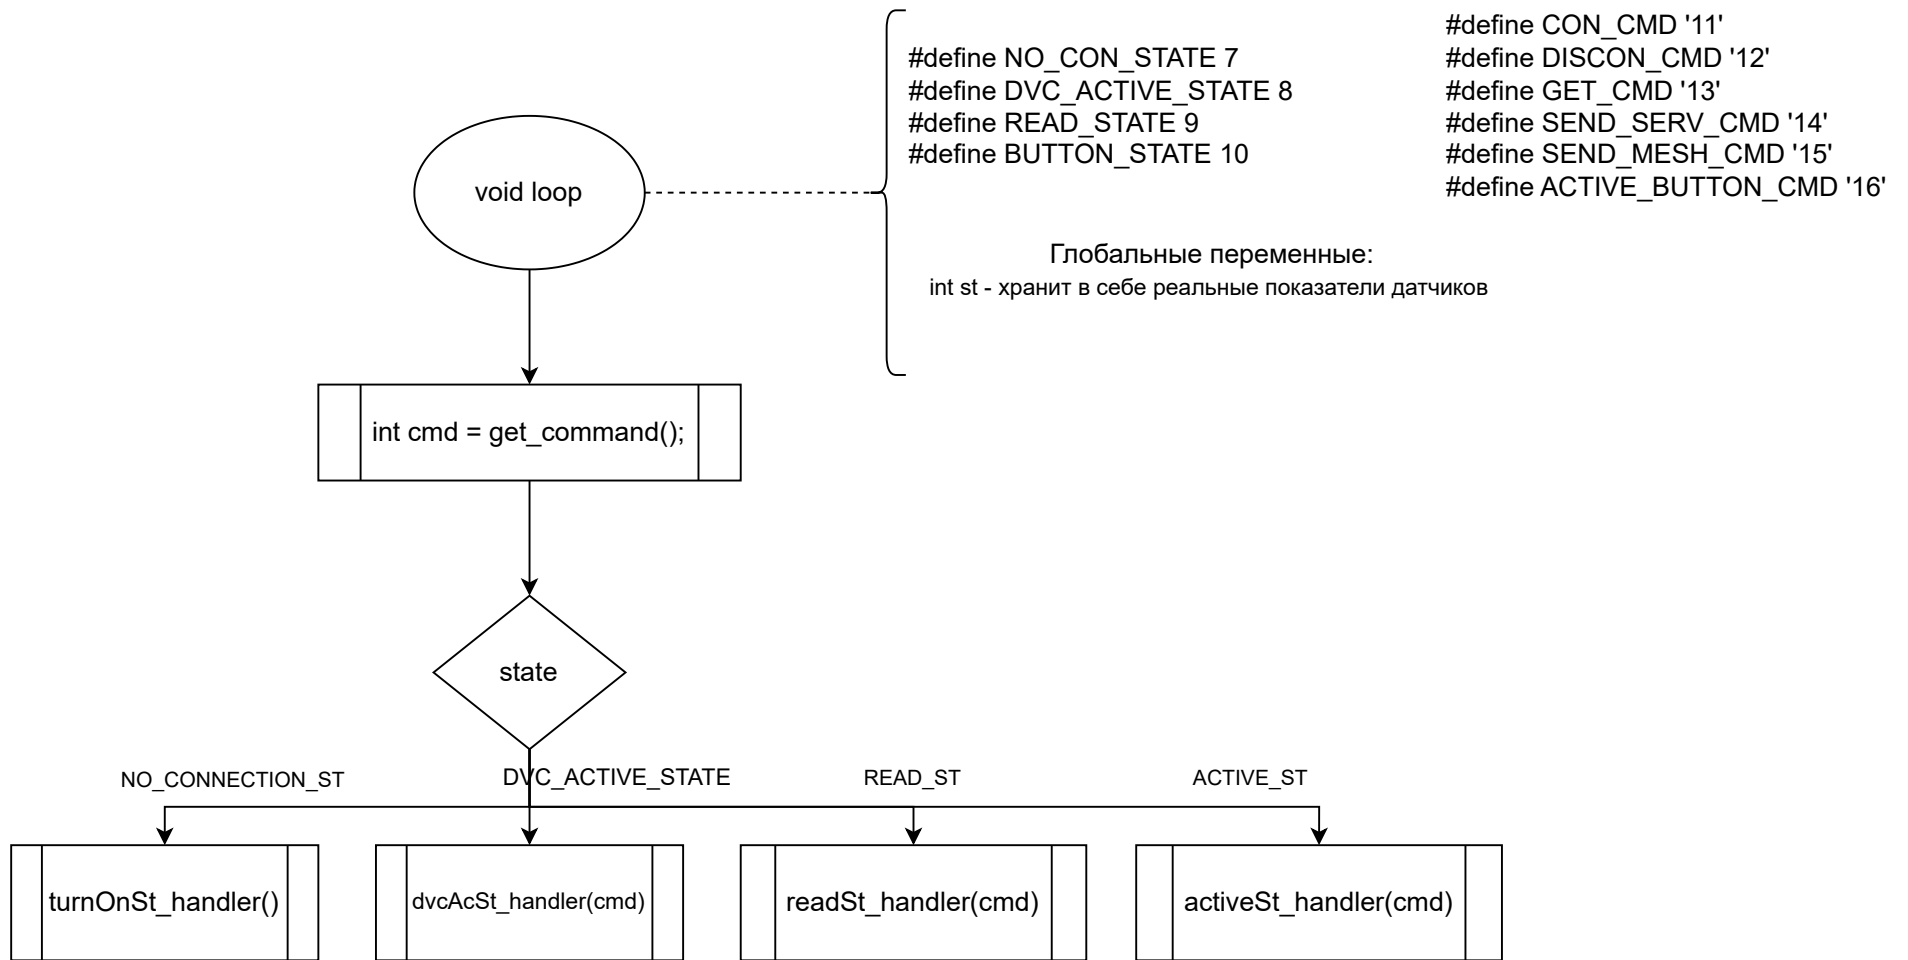 #define NO_CON_STATE 7
#define DVC_ACTIVE_STATE 8
#define READ_STATE 9
#define BUTTON_STATE 10
#define CON_CMD '11'
#define DISCON_CMD '12'
#define GET_CMD '13'
#define SEND_SERV_CMD '14'
#define SEND_MESH_CMD '15'
#define ACTIVE_BUTTON_CMD '16'
void loop
Глобальные переменные:
int st - хранит в себе реальные показатели датчиков
int cmd = get_command();
state
NO_CONNECTION_ST
DVC_ACTIVE_STATE
READ_ST
ACTIVE_ST
turnOnSt_handler()
dvcAcSt_handler(cmd)
readSt_handler(cmd)
activeSt_handler(cmd)